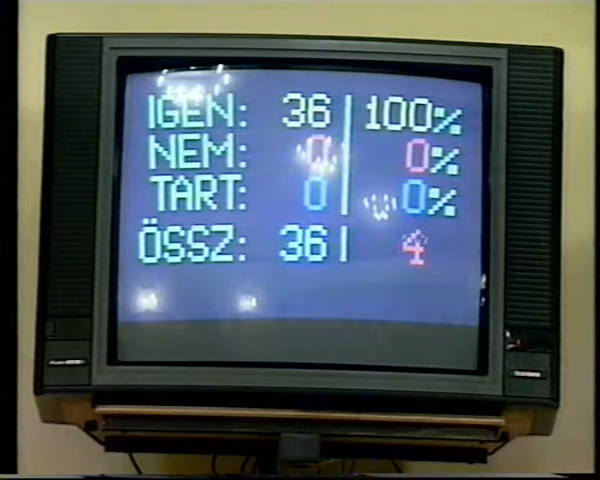 IGEN: 36 | 100%
NEM: 0 | 0%
TART: 0 | 0%
ÖSSZ: 36 | 4